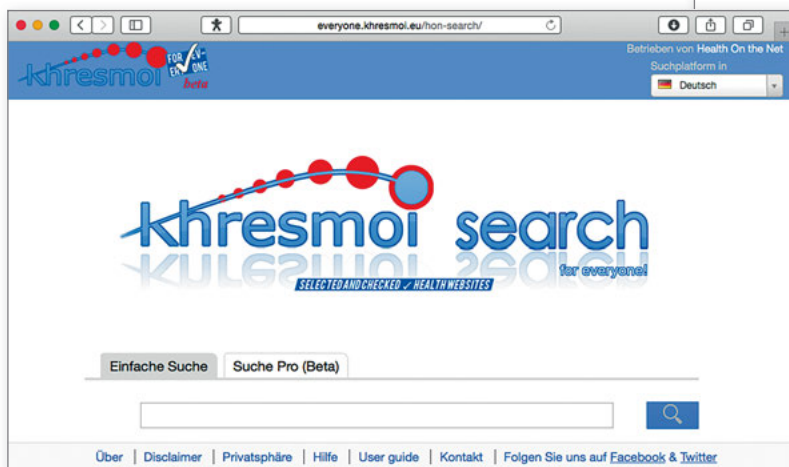 everyone.khresmoi.eu/hon-search/
khresmoi FOR EV-
ERYONE
beta
Betrieben von Health On the Net
Suchplatform in
Deutsch
khresmoi search
for everyone!
SELECTED AND CHECKED ✓ HEALTH WEBSITES
Einfache Suche
Suche Pro (Beta)
Über | Disclaimer | Privatsphäre | Hilfe | User guide | Kontakt | Folgen Sie uns auf Facebook & Twitter